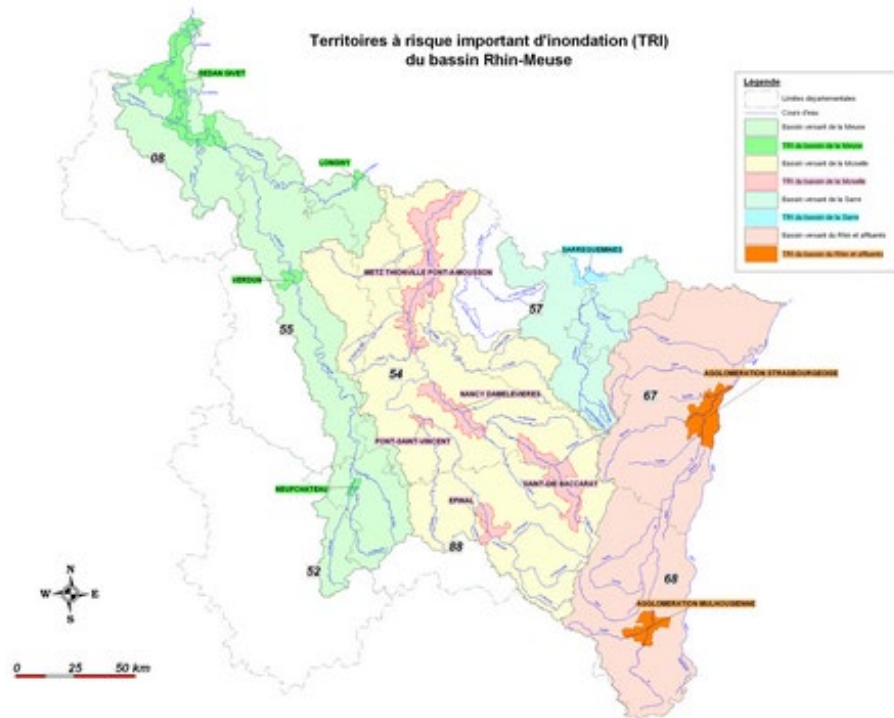 Territoires à risque important d'inondation (TRI)
du bassin Rhin-Meuse
Légende
Limites départementales
Cours d'eau
Bassin versant de la Meuse
TRI du bassin de la Meuse
Bassin versant de la Moselle
TRI du bassin de la Moselle
Bassin versant de la Sarre
TRI du bassin de la Sarre
Bassin versant du Rhin et affluents
TRI du bassin du Rhin et affluents
SEDAN GIVET
08
LONGWY
SARREGUEMINES
METZ THIONVILLE PONT-A-MOUSSON
VERDUN
57
55
AGGLOMERATION STRASBOURGEOISE
54
67
NANCY DAMELEVIERES
PONT-SAINT-VINCENT
SAINT-DIE BACCARAT
NEUFCHATEAU
EPINAL
88
52
68
AGGLOMERATION MULHOUSIENNE
N
W E
S
0 25 50 km